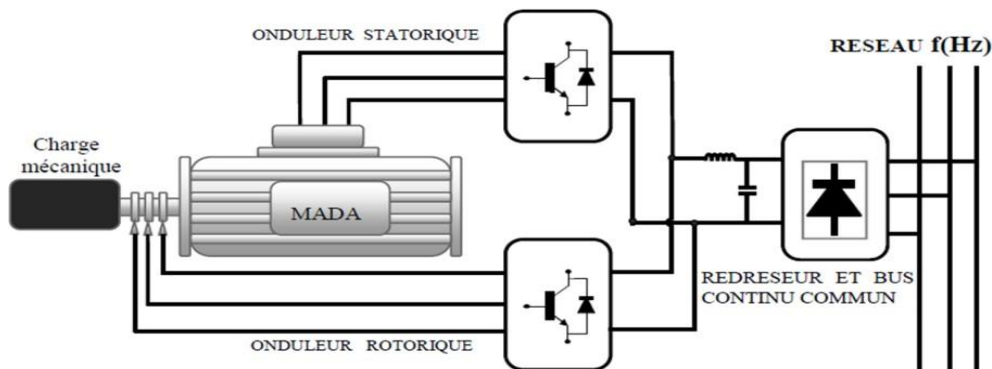 ONDULEUR STATORIQUE
RESEAU f(Hz)
Charge
mécanique
MADA
REDRESEUR ET BUS
CONTINU COMMUN
ONDULEUR ROTORIQUE